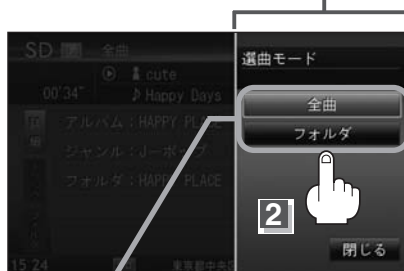 SD 全曲
cute
00'34" Happy Days
アルバム:HAPPY PLACE
ジャンル:J-ポップ
フォルダ:HAPPY PLACE
15:24
選曲モード
全曲
フォルダ
2
閉じる